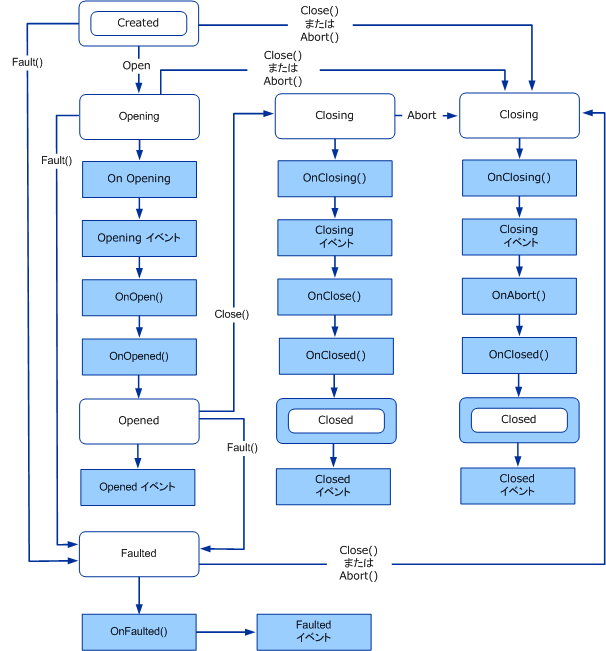 Created
Close()
または
Abort()
Fault()
Open
Close()
または
Abort()
Opening
Closing
Abort
Closing
Fault()
On Opening
OnClosing()
OnClosing()
Opening イベント
Closing
イベント
Closing
イベント
OnOpen()
OnClose()
OnAbort()
Close()
OnOpened()
OnClosed()
OnClosed()
Opened
Closed
Closed
Fault()
Opened イベント
Closed
イベント
Closed
イベント
Faulted
Close()
または
Abort()
OnFaulted()
Faulted
イベント